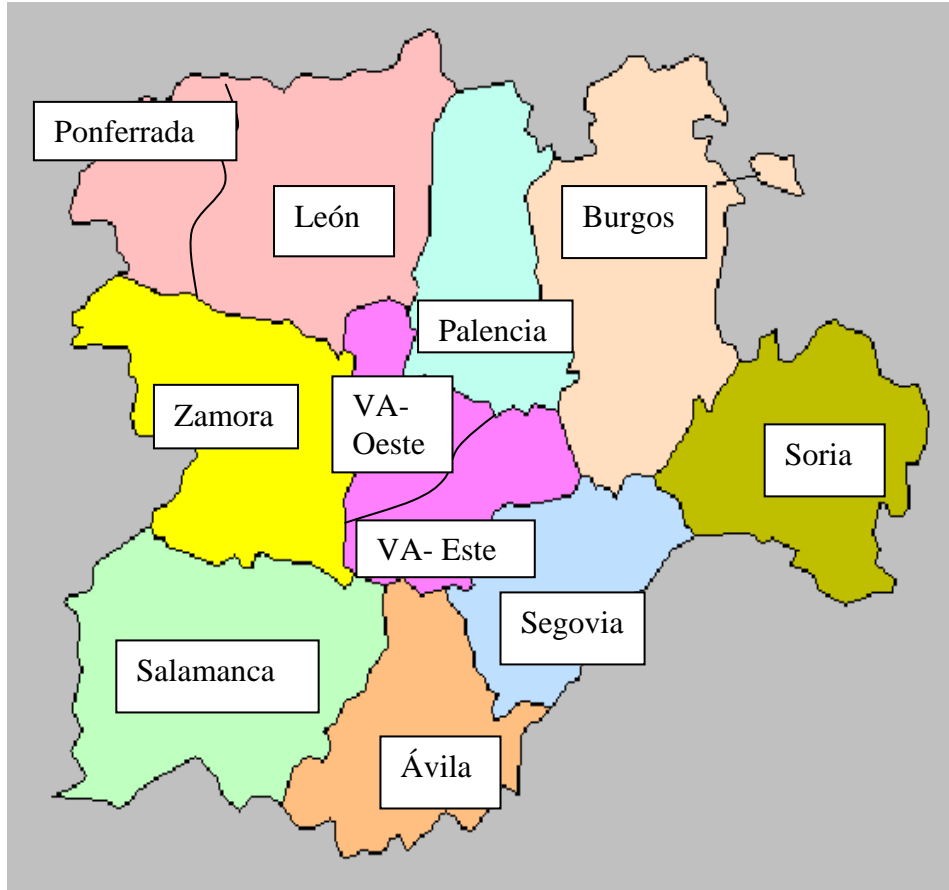 Ponferrada
León
Burgos
Palencia
Zamora
VA-
Oeste
Soria
VA- Este
Segovia
Salamanca
Ávila